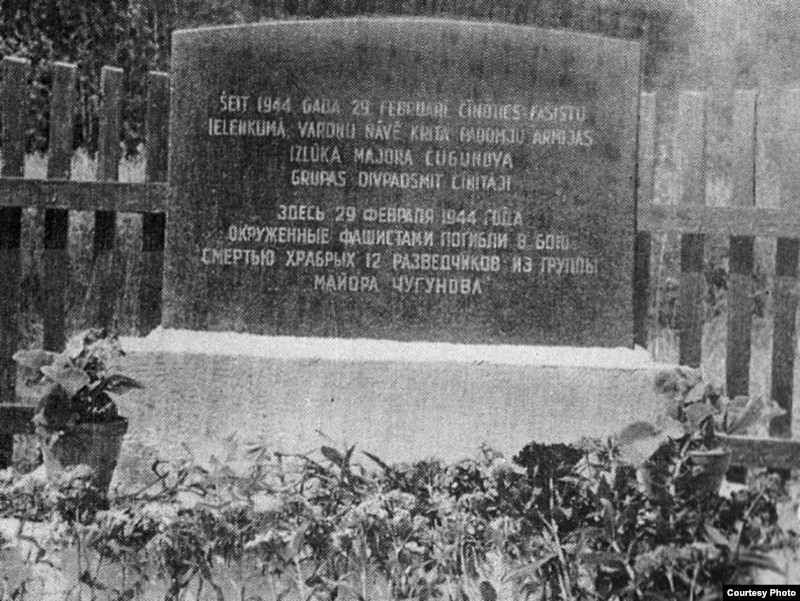 ŠEIT 1944. GADA 29. FEBRUĀRĪ CĪNOTIES FAŠISTU
IELENKUMĀ, VAROŅU NĀVĒ KRITA PADOMJU ARMIJAS
IZLŪKA MAJORA ČUGUNOVA
GRUPAS DIVPADSMIT CĪNĪTĀJI
ЗДЕСЬ 29 ФЕВРАЛЯ 1944 ГОДА
ОКРУЖЕННЫЕ ФАШИСТАМИ ПОГИБЛИ В БОЮ
СМЕРТЬЮ ХРАБРЫХ 12 РАЗВЕДЧИКОВ ИЗ ГРУППЫ
МАЙОРА ЧУГУНОВА
Courtesy Photo